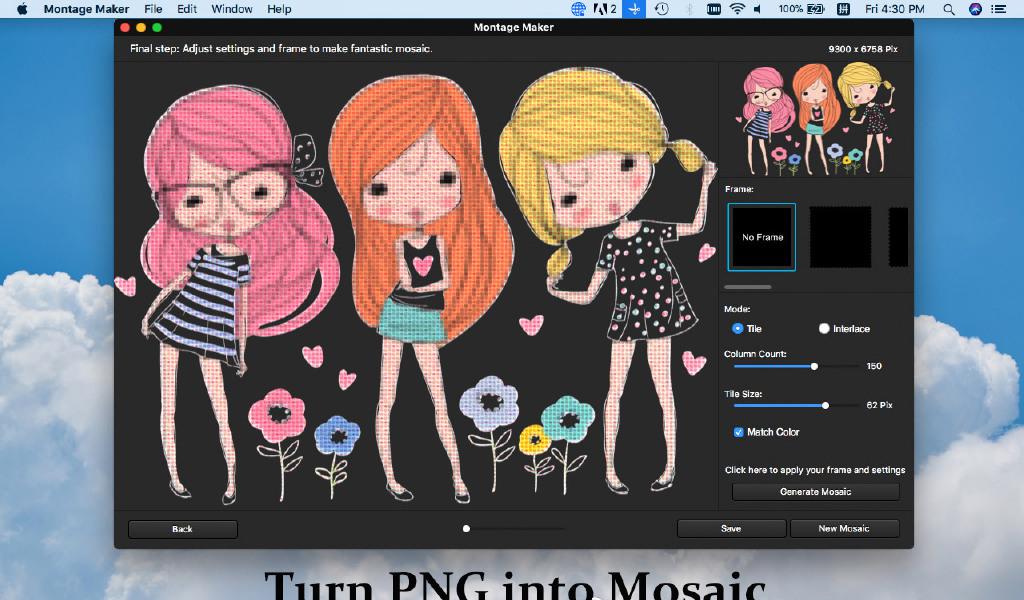 Montage Maker File Edit Window Help 2 100% Fri 4:30 PM
Montage Maker
Final step: Adjust settings and frame to make fantastic mosaic. 9300 x 6758 Pix
Frame:
No Frame
Mode:
Tile Interlace
Column Count:
150
Tile Size:
62 Pix
Match Color
Click here to apply your frame and settings
Generate Mosaic
Back Save New Mosaic
Turn PNG into Mosaic